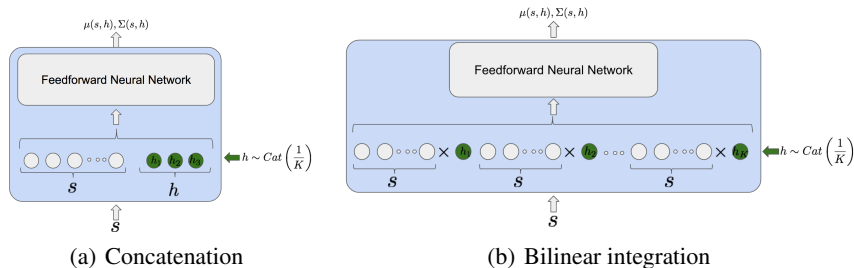 μ(s, h), Σ(s, h)
Feedforward Neural Network
h₁ h₂ h₃
h ∼ Cat (1/K)
s h
s
(a) Concatenation
μ(s, h), Σ(s, h)
Feedforward Neural Network
× h₁ × h₂ × h_K
h ∼ Cat (1/K)
s s s
s
(b) Bilinear integration